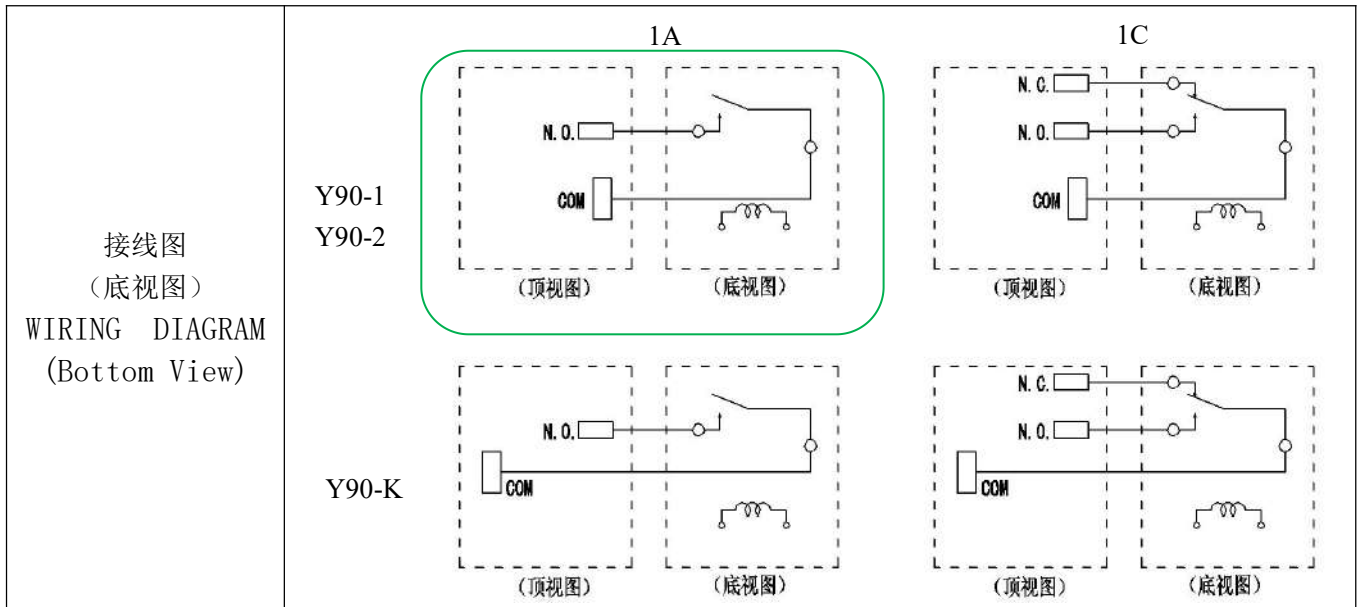 1A
1C
N.O.
COM
(顶视图)
(底视图)
N.C.
N.O.
COM
(顶视图)
(底视图)
Y90-1
Y90-2
接线图
(底视图)
WIRING DIAGRAM
(Bottom View)
N.O.
COM
(顶视图)
(底视图)
N.C.
N.O.
COM
(顶视图)
(底视图)
Y90-K